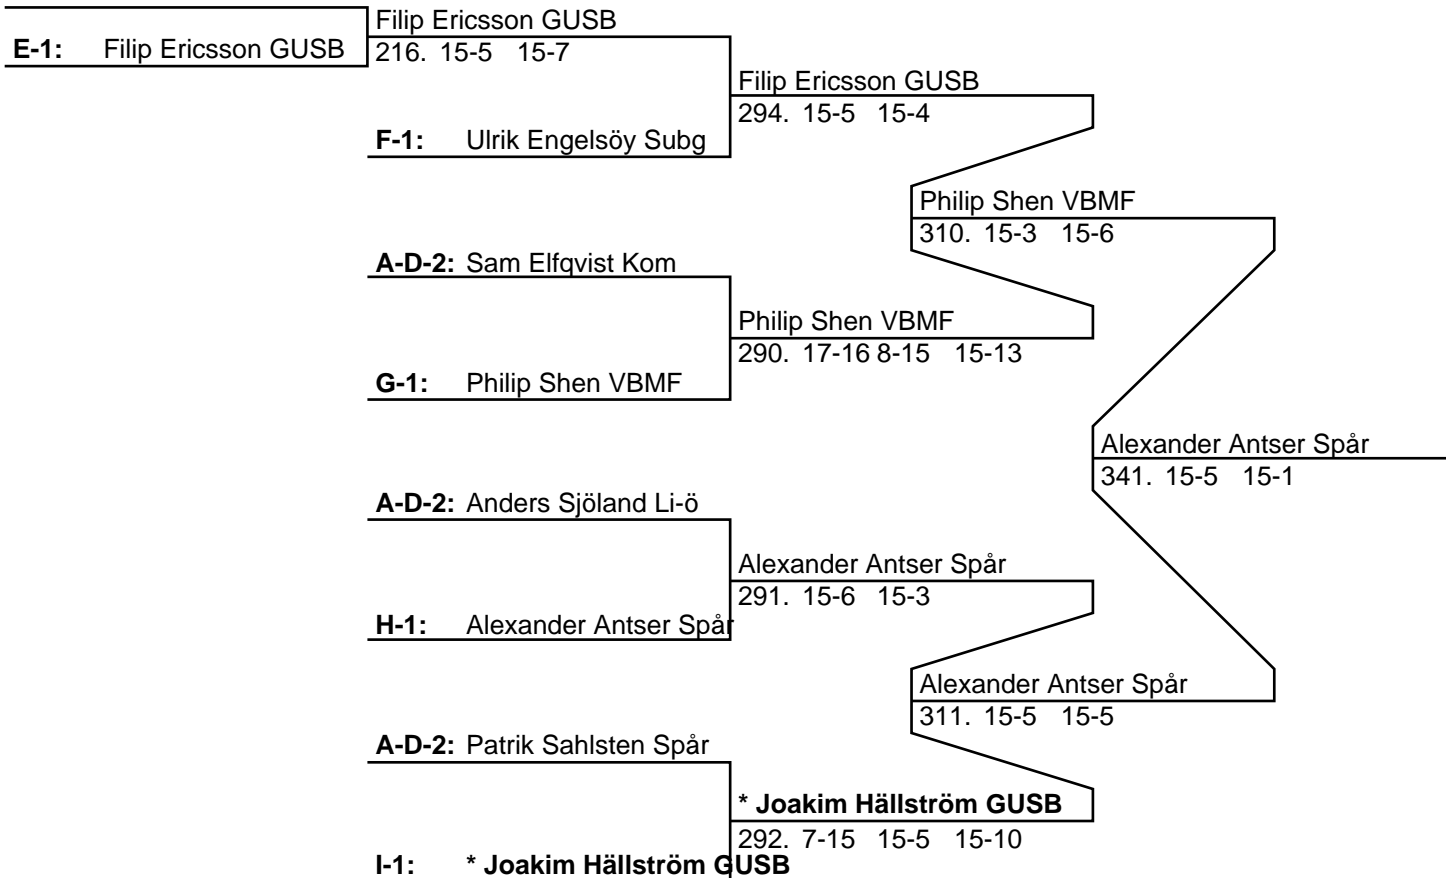 Filip Ericsson GUSB
E-1: Filip Ericsson GUSB
216. 15-5 15-7
Filip Ericsson GUSB
294. 15-5 15-4
F-1: Ulrik Engelsöy Subg
Philip Shen VBMF
310. 15-3 15-6
A-D-2: Sam Elfqvist Kom
Philip Shen VBMF
290. 17-16 8-15 15-13
G-1: Philip Shen VBMF
Alexander Antser Spår
341. 15-5 15-1
A-D-2: Anders Sjöland Li-ö
Alexander Antser Spår
291. 15-6 15-3
H-1: Alexander Antser Spår
Alexander Antser Spår
311. 15-5 15-5
A-D-2: Patrik Sahlsten Spår
* Joakim Hällström GUSB
292. 7-15 15-5 15-10
I-1: * Joakim Hällström GUSB